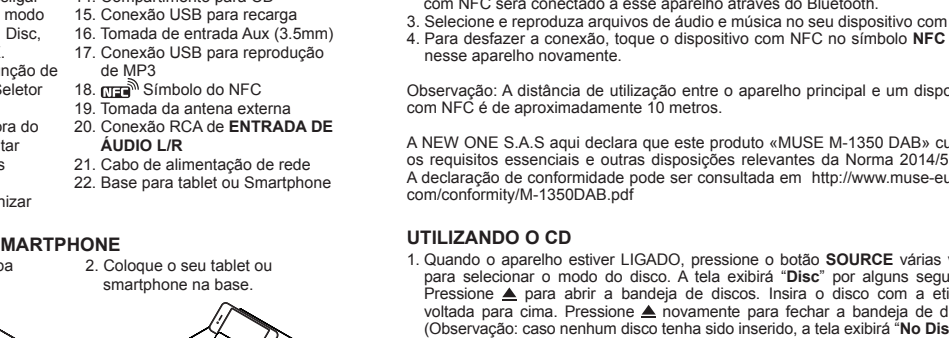 ligar
modo
Disc,
nção de
Seletor
ra do
tar
s
nizar
15. Conexão USB para recarga
16. Tomada de entrada Aux (3.5mm)
17. Conexão USB para reprodução
de MP3
18. NFC Símbolo do NFC
19. Tomada da antena externa
20. Conexão RCA de ENTRADA DE
ÁUDIO L/R
21. Cabo de alimentação de rede
22. Base para tablet ou Smartphone
MARTPHONE
pa
2. Coloque o seu tablet ou
smartphone na base.
com NFC será conectado a esse aparelho através do Bluetooth.
3. Selecione e reproduza arquivos de áudio e música no seu dispositivo com
4. Para desfazer a conexão, toque o dispositivo com NFC no símbolo NFC
nesse aparelho novamente.
Observação: A distância de utilização entre o aparelho principal e um dispo
com NFC é de aproximadamente 10 metros.
A NEW ONE S.A.S aqui declara que este produto «MUSE M-1350 DAB» cu
os requisitos essenciais e outras disposições relevantes da Norma 2014/5
A declaração de conformidade pode ser consultada em http://www.muse-eu
com/conformity/M-1350DAB.pdf
UTILIZANDO O CD
1. Quando o aparelho estiver LIGADO, pressione o botão SOURCE várias v
para selecionar o modo do disco. A tela exibirá “Disc” por alguns segu
Pressione ⏏ para abrir a bandeja de discos. Insira o disco com a eti
voltada para cima. Pressione ⏏ novamente para fechar a bandeja de d
(Observação: caso nenhum disco tenha sido inserido, a tela exibirá “No Dis